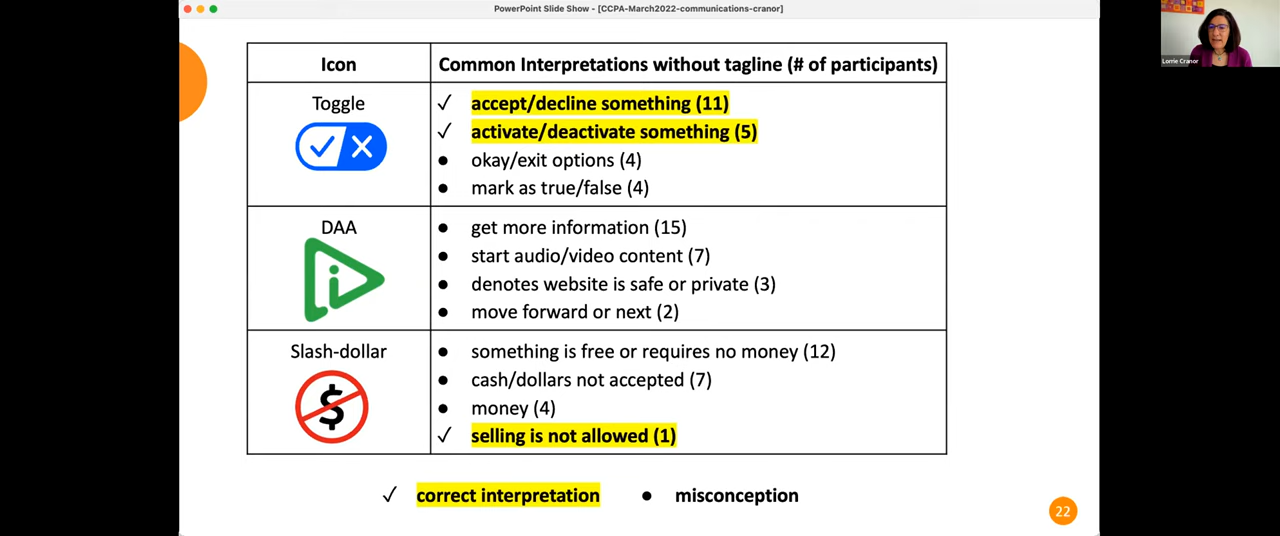 PowerPoint Slide Show - [CCPA-March2022-communications-cranor]
Icon
Common Interpretations without tagline (# of participants)
Toggle
✓ accept/decline something (11)
✓ activate/deactivate something (5)
● okay/exit options (4)
● mark as true/false (4)
DAA
i
● get more information (15)
● start audio/video content (7)
● denotes website is safe or private (3)
● move forward or next (2)
Slash-dollar
$
● something is free or requires no money (12)
● cash/dollars not accepted (7)
● money (4)
✓ selling is not allowed (1)
✓ correct interpretation ● misconception
22
Lorrie Cranor